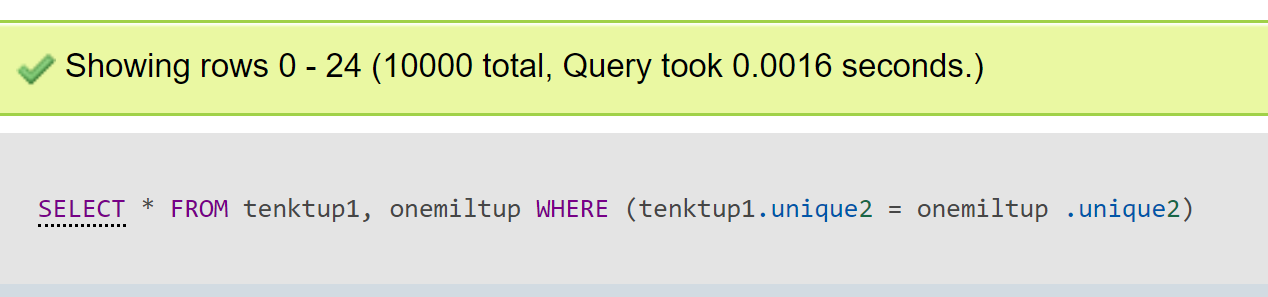 Showing rows 0 - 24 (10000 total, Query took 0.0016 seconds.)
SELECT * FROM tenktup1, onemiltup WHERE (tenktup1.unique2 = onemiltup .unique2)